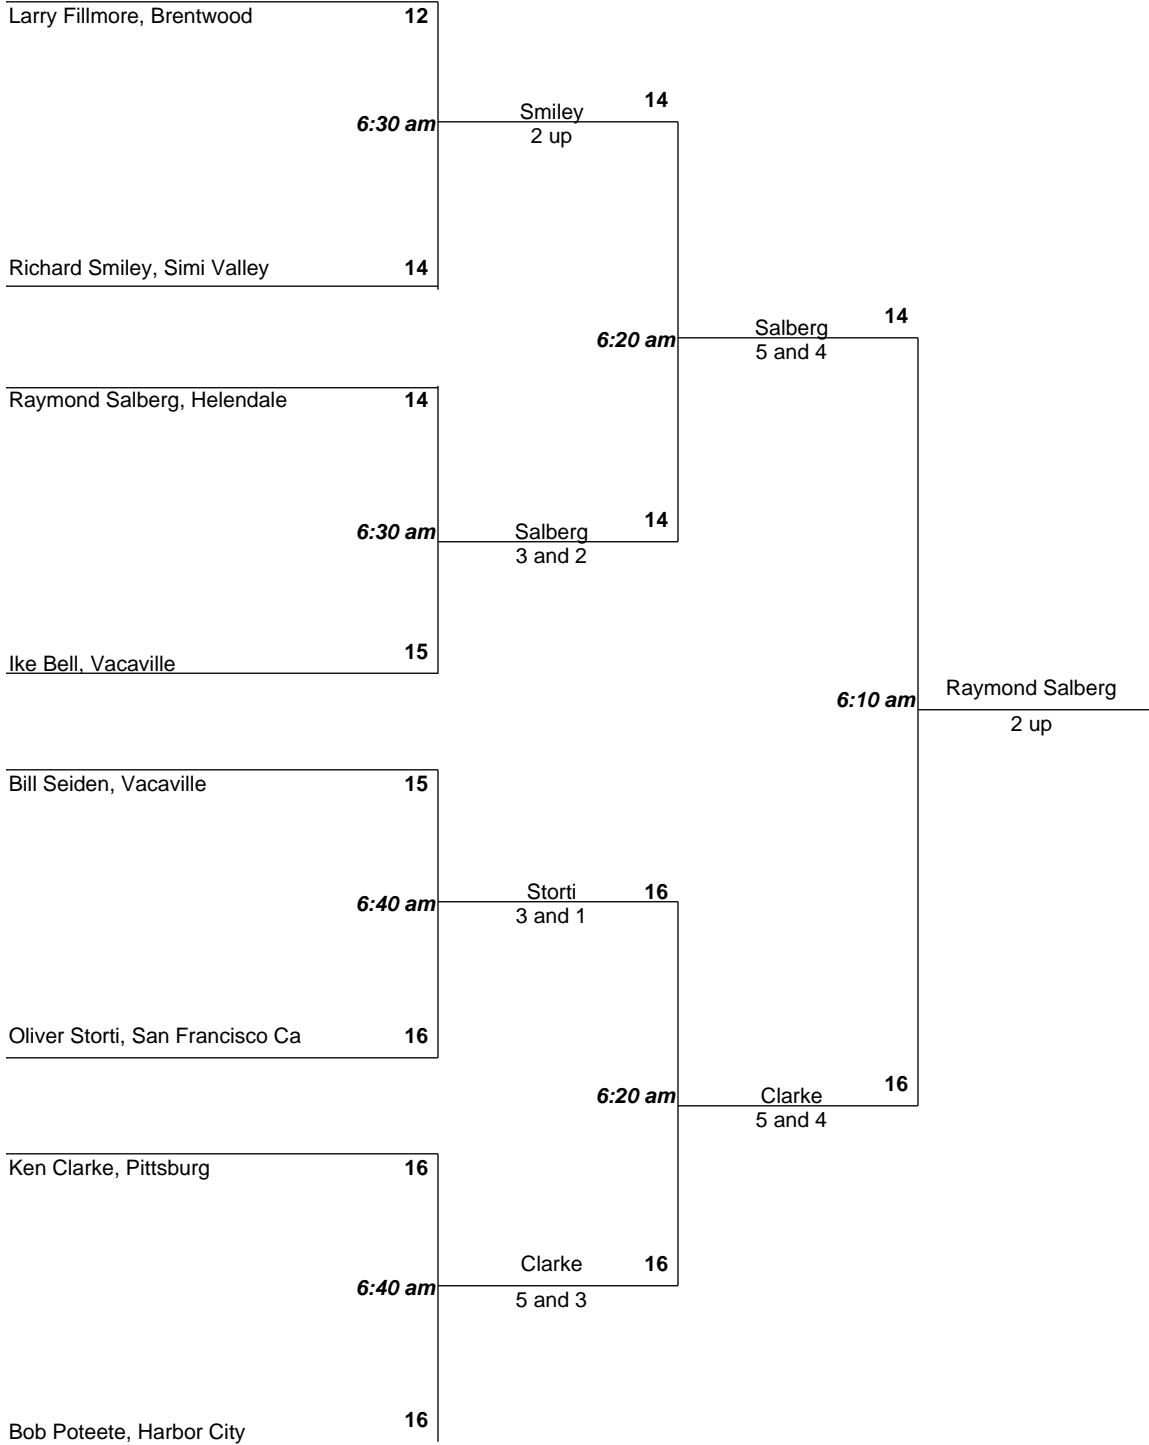 Larry Fillmore, Brentwood 12
14
Smiley
6:30 am
2 up
Richard Smiley, Simi Valley 14
14
Salberg
6:20 am
5 and 4
Raymond Salberg, Helendale 14
14
6:30 am
Salberg
3 and 2
15
Ike Bell, Vacaville
Raymond Salberg
6:10 am
2 up
Bill Seiden, Vacaville 15
Storti 16
6:40 am
3 and 1
Oliver Storti, San Francisco Ca 16
16
6:20 am
Clarke
5 and 4
Ken Clarke, Pittsburg 16
Clarke 16
6:40 am
5 and 3
16
Bob Poteete, Harbor City